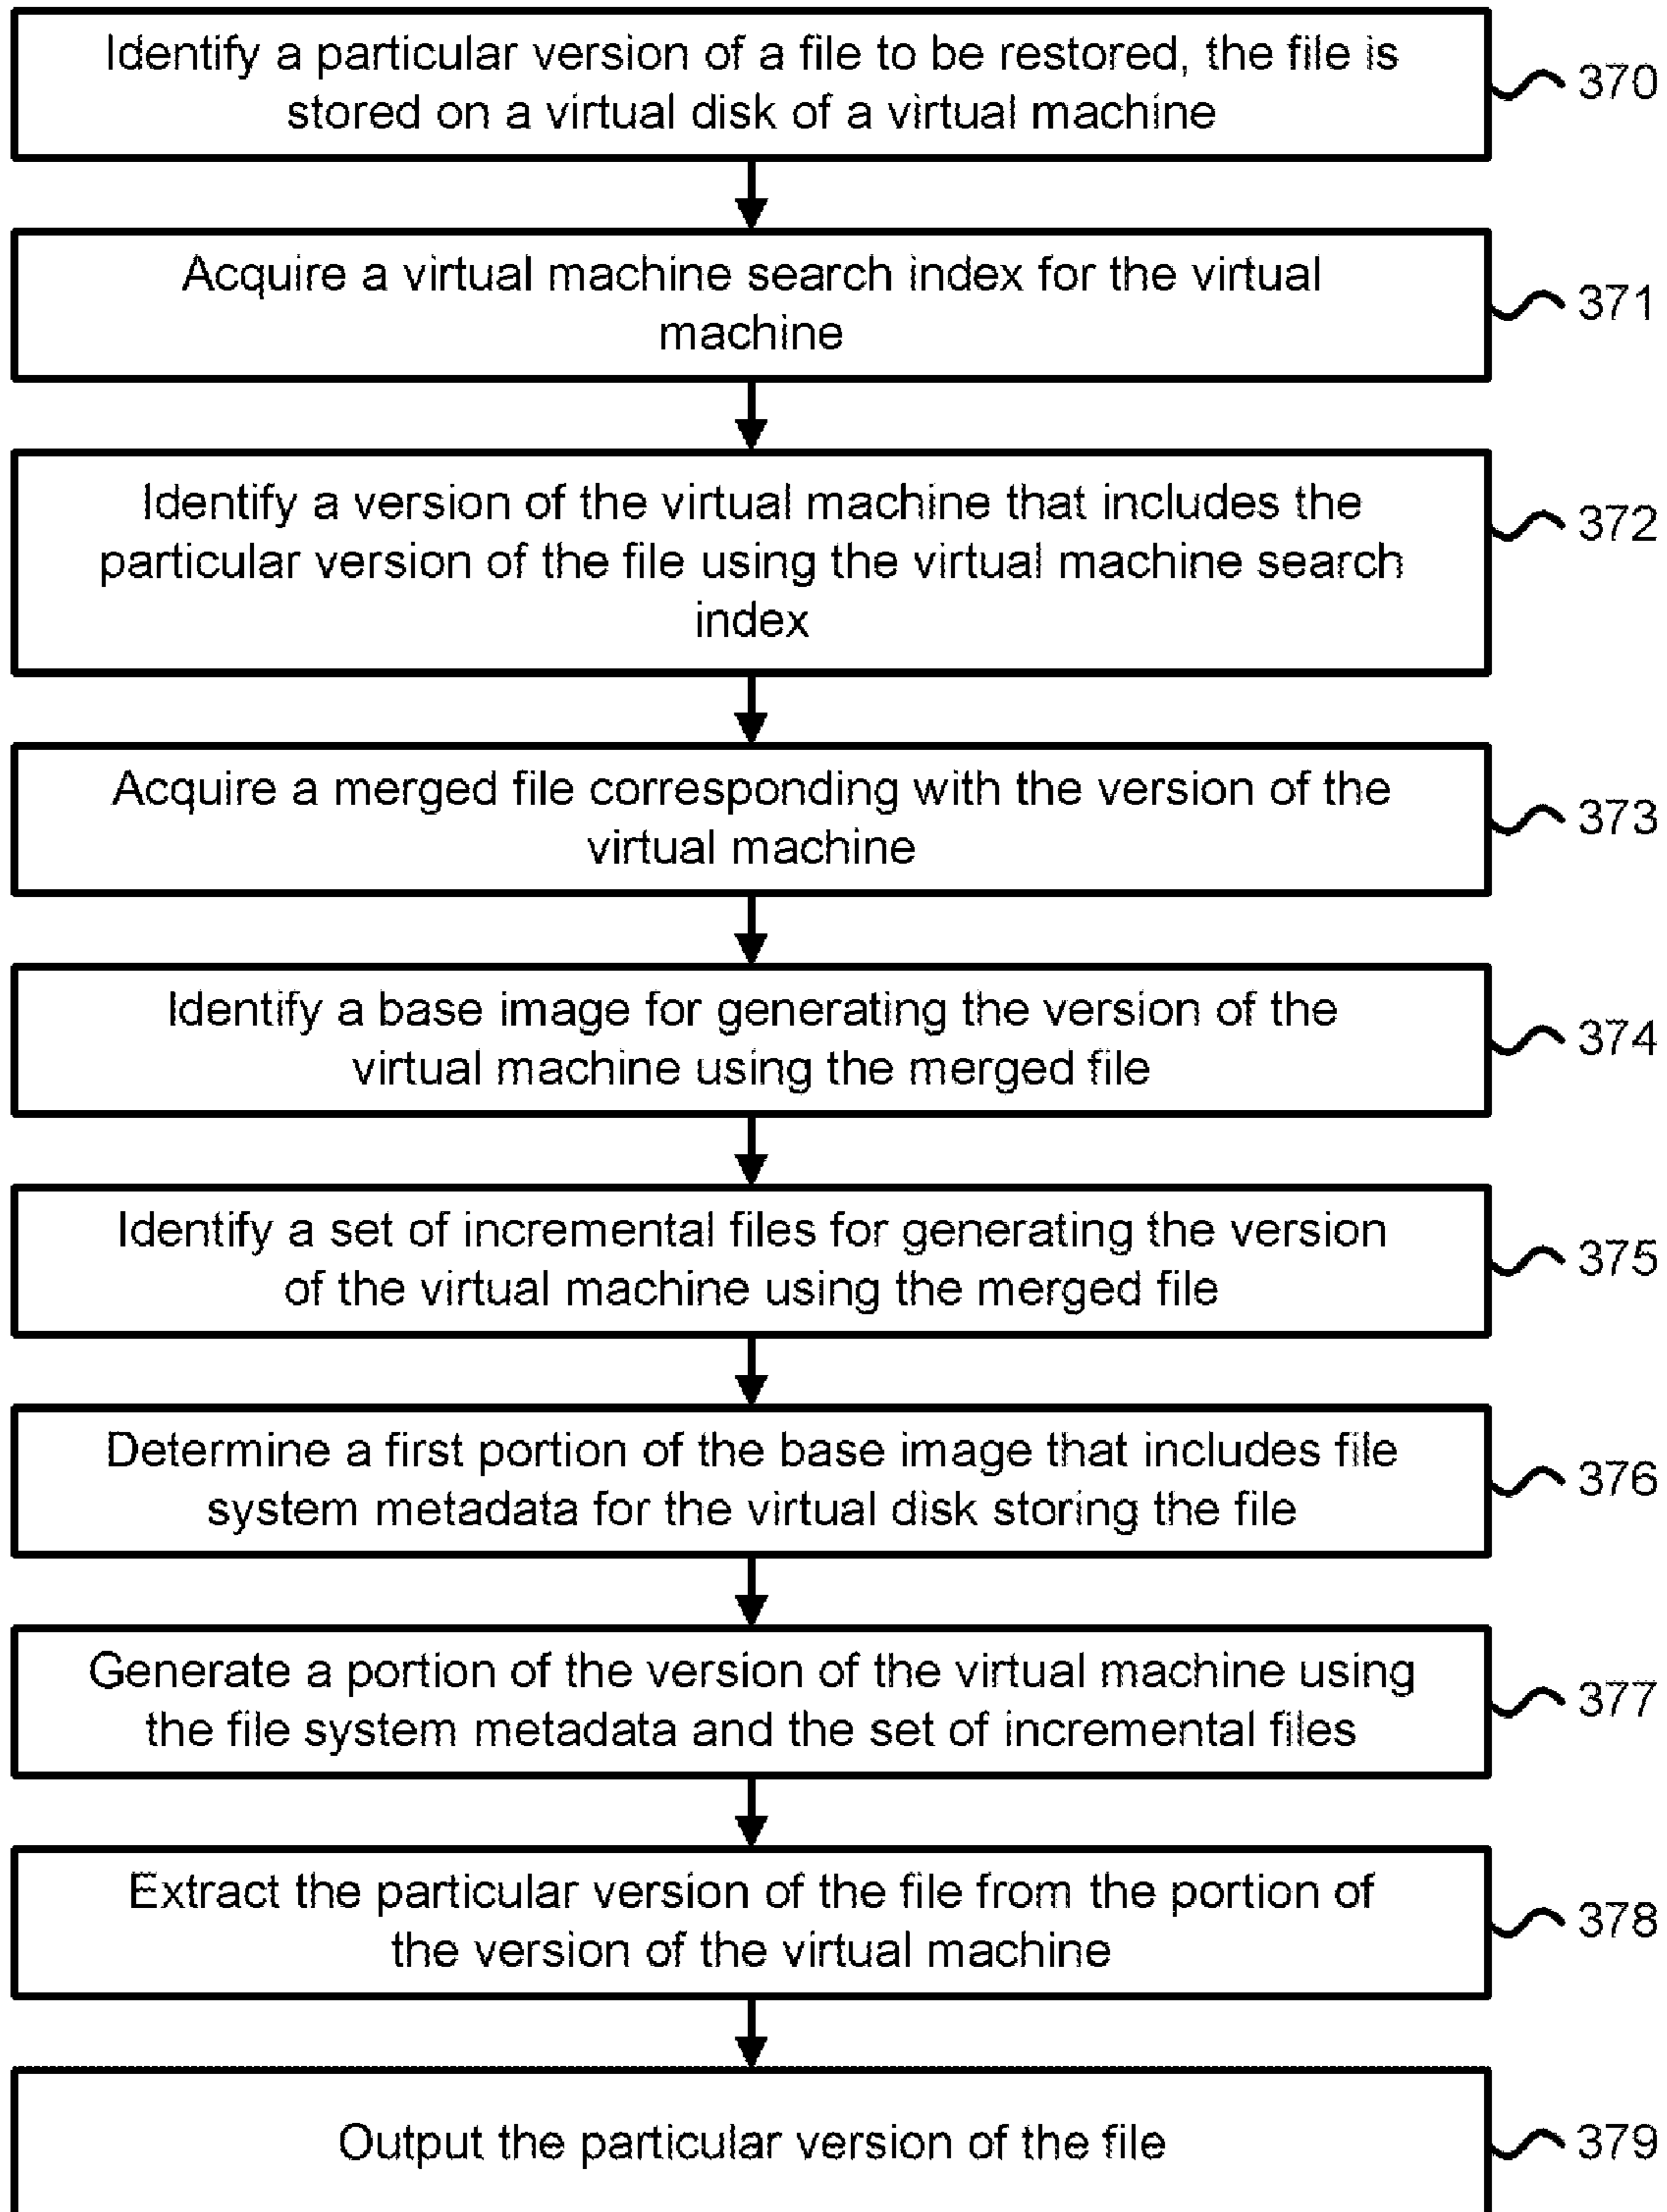 Identify a particular version of a file to be restored, the file is
stored on a virtual disk of a virtual machine
370
Acquire a virtual machine search index for the virtual
machine
371
Identify a version of the virtual machine that includes the
particular version of the file using the virtual machine search
index
372
Acquire a merged file corresponding with the version of the
virtual machine
373
Identify a base image for generating the version of the
virtual machine using the merged file
374
Identify a set of incremental files for generating the version
of the virtual machine using the merged file
375
Determine a first portion of the base image that includes file
system metadata for the virtual disk storing the file
376
Generate a portion of the version of the virtual machine using
the file system metadata and the set of incremental files
377
Extract the particular version of the file from the portion of
the version of the virtual machine
378
Output the particular version of the file
379